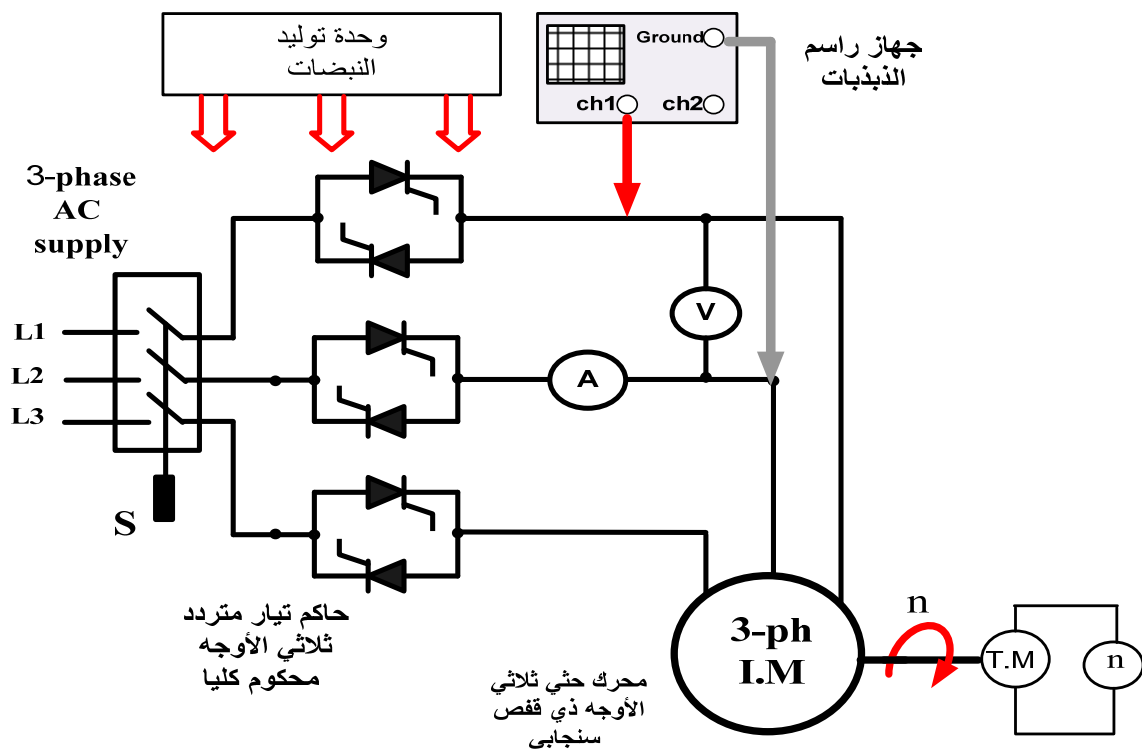 وحدة توليد
النبضات
Ground
ch1
ch2
جهاز راسم
الذبذبات
3-phase
AC
supply
L1
L2
L3
S
V
A
حاكم تيار متردد
ثلاثي الأوجه
محكوم كليا
محرك حثي ثلاثي
الأوجه ذي قفص
سنجابى
3-ph
I.M
n
T.M
n